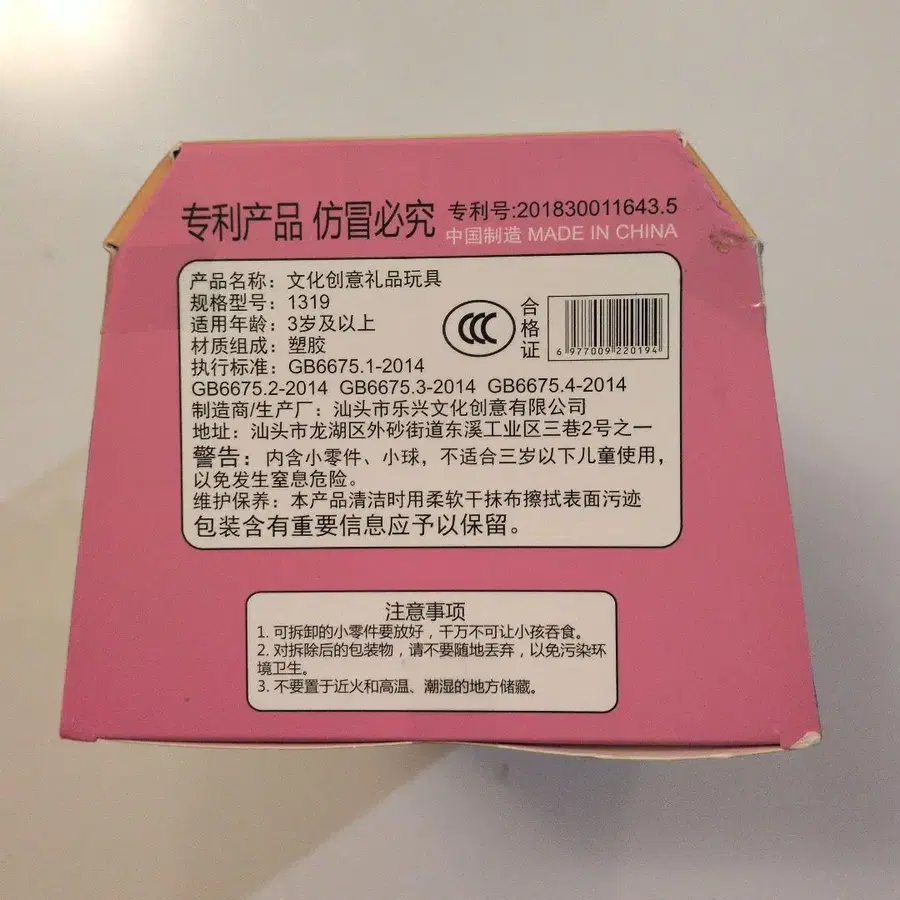 专利产品 仿冒必究 专利号:201830011643.5
中国制造 MADE IN CHINA
产品名称：文化创意礼品玩具
规格型号：1319
适用年龄：3岁及以上
材质组成：塑胶
执行标准：GB6675.1-2014
GB6675.2-2014 GB6675.3-2014 GB6675.4-2014
制造商/生产厂：汕头市乐兴文化创意有限公司
地址：汕头市龙湖区外砂街道东溪工业区三巷2号之一
警告：内含小零件、小球，不适合三岁以下儿童使用，
以免发生窒息危险。
维护保养：本产品清洁时用柔软干抹布擦拭表面污迹
包装含有重要信息应予以保留。
CCC
合格证
6 977009 220194
注意事项
1. 可拆卸的小零件要放好，千万不可让小孩吞食。
2. 对拆除后的包装物，请不要随地丢弃，以免污染环
境卫生。
3. 不要置于近火和高温、潮湿的地方储藏。